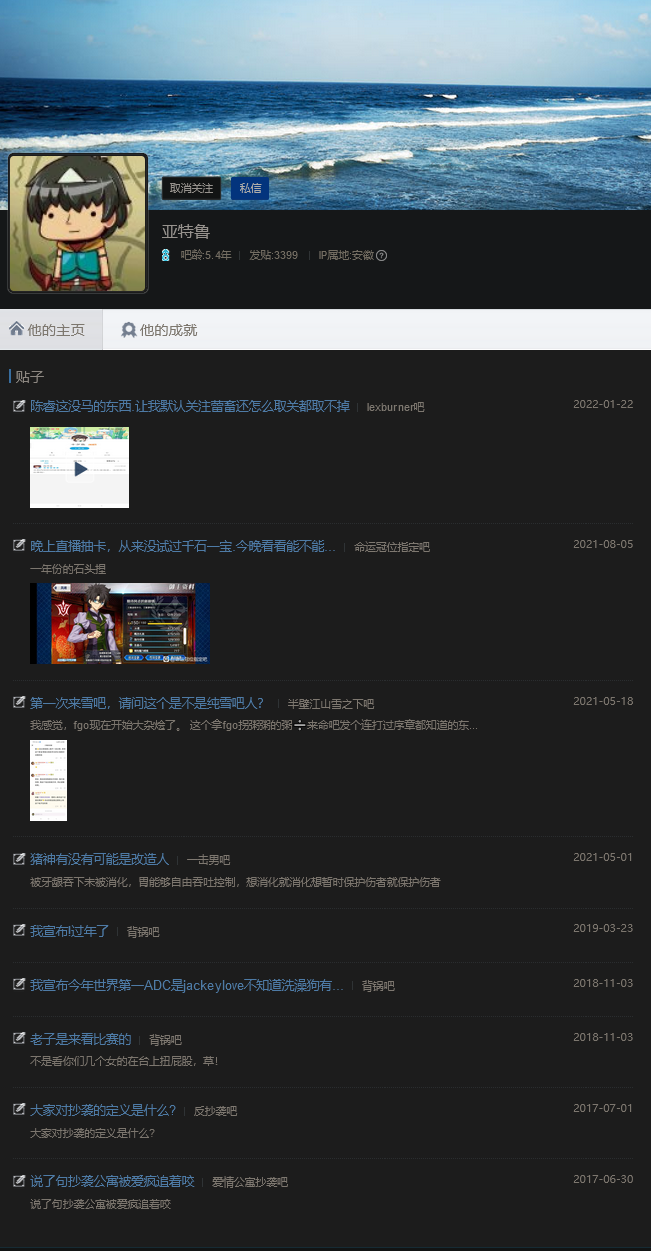 取消关注 私信
亚特鲁
吧龄:5.4年 发贴:3399 IP属地:安徽
他的主页 他的成就
贴子
陈睿这没马的东西.让我默认关注蕾畜还怎么取关都取不掉 lexburner吧 2022-01-22
晚上直播抽卡，从来没试过千石一宝.今晚看看能不能... 命运冠位指定吧 2021-08-05
一年份的石头捏
第一次来雪吧，请问这个是不是纯雪吧人？ 半壁江山雪之下吧 2021-05-18
我感觉，fgo现在开始大杂烩了。 这个拿fgo拐弼粥的粥➗来命吧发个连打过序章都知道的东...
猪神有没有可能是改造人 一击男吧 2021-05-01
被牙龈吞下未被消化，胃能够自由吞吐控制，想消化就消化想暂时保护伤者就保护伤者
我宣布!过年了 背锅吧 2019-03-23
我宣布今年世界第一ADC是jackeylove不知道洗澡狗有... 背锅吧 2018-11-03
老子是来看比赛的 背锅吧 2018-11-03
不是看你们几个女的在台上扭屁股，草！
大家对抄袭的定义是什么？ 反抄袭吧 2017-07-01
大家对抄袭的定义是什么？
说了句抄袭公寓被爱疯追着咬 爱情公寓抄袭吧 2017-06-30
说了句抄袭公寓被爱疯追着咬